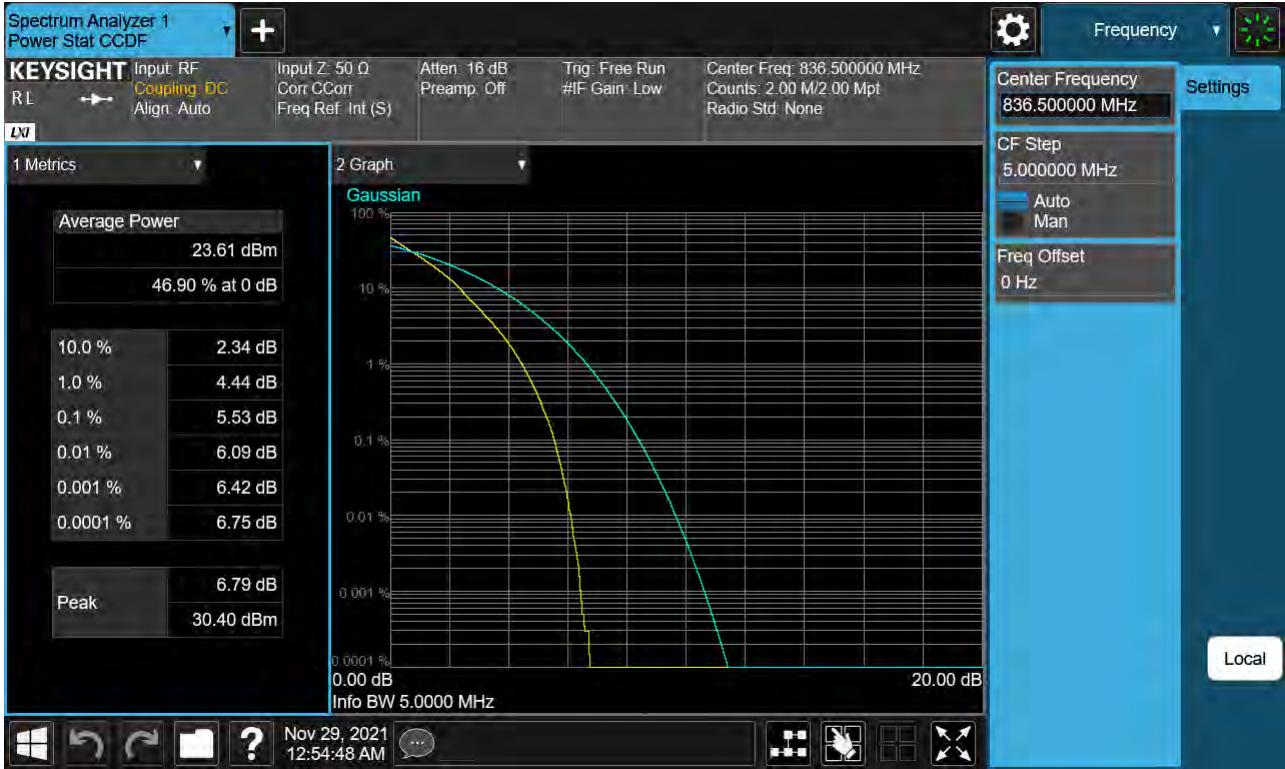 Spectrum Analyzer 1
Power Stat CCDF
Frequency
KEYSIGHT
R L
LXI
Input: RF
Coupling: DC
Align: Auto
Input Z: 50 Ω
Corr CCorr
Freq Ref: Int (S)
Atten: 16 dB
Preamp: Off
Trig: Free Run
#IF Gain: Low
Center Freq: 836.500000 MHz
Counts: 2.00 M/2.00 Mpt
Radio Std: None
Center Frequency
836.500000 MHz
Settings
CF Step
5.000000 MHz
Auto
Man
Freq Offset
0 Hz
1 Metrics
Average Power
23.61 dBm
46.90 % at 0 dB
10.0 % 2.34 dB
1.0 % 4.44 dB
0.1 % 5.53 dB
0.01 % 6.09 dB
0.001 % 6.42 dB
0.0001 % 6.75 dB
Peak
6.79 dB
30.40 dBm
2 Graph
Gaussian
100 %
10 %
1 %
0.1 %
0.01 %
0.001 %
0.0001 %
0.00 dB
20.00 dB
Info BW 5.0000 MHz
Local
?
Nov 29, 2021
12:54:48 AM